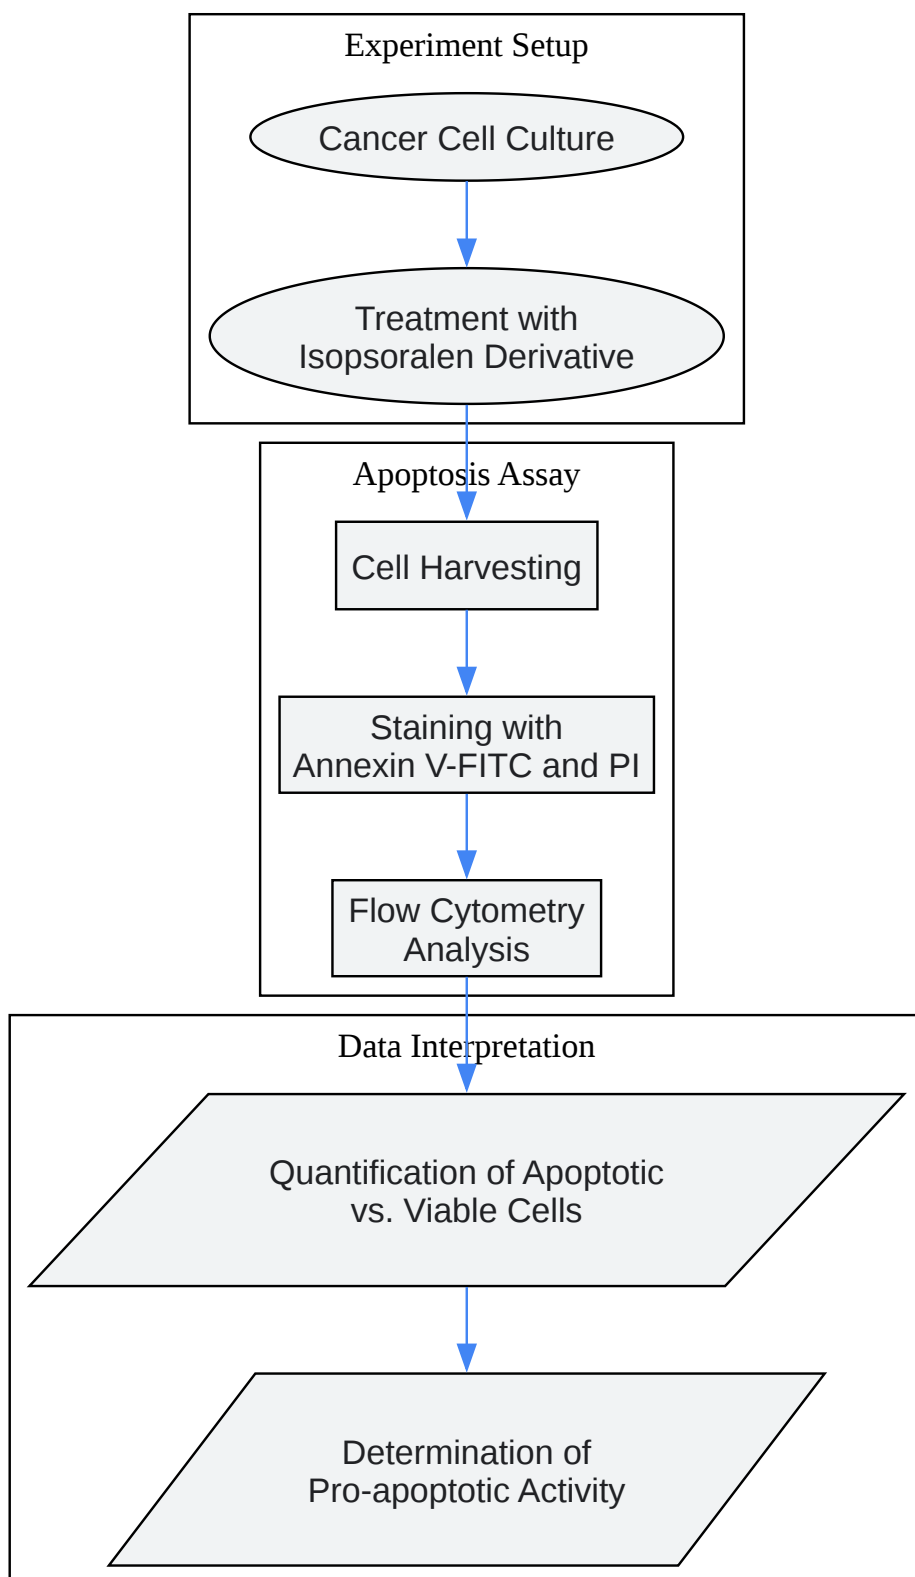 Experiment Setup
Cancer Cell Culture
Treatment with
Isopsoralen Derivative
Apoptosis Assay
Cell Harvesting
Staining with
Annexin V-FITC and PI
Flow Cytometry
Analysis
Data Interpretation
Quantification of Apoptotic
vs. Viable Cells
Determination of
Pro-apoptotic Activity